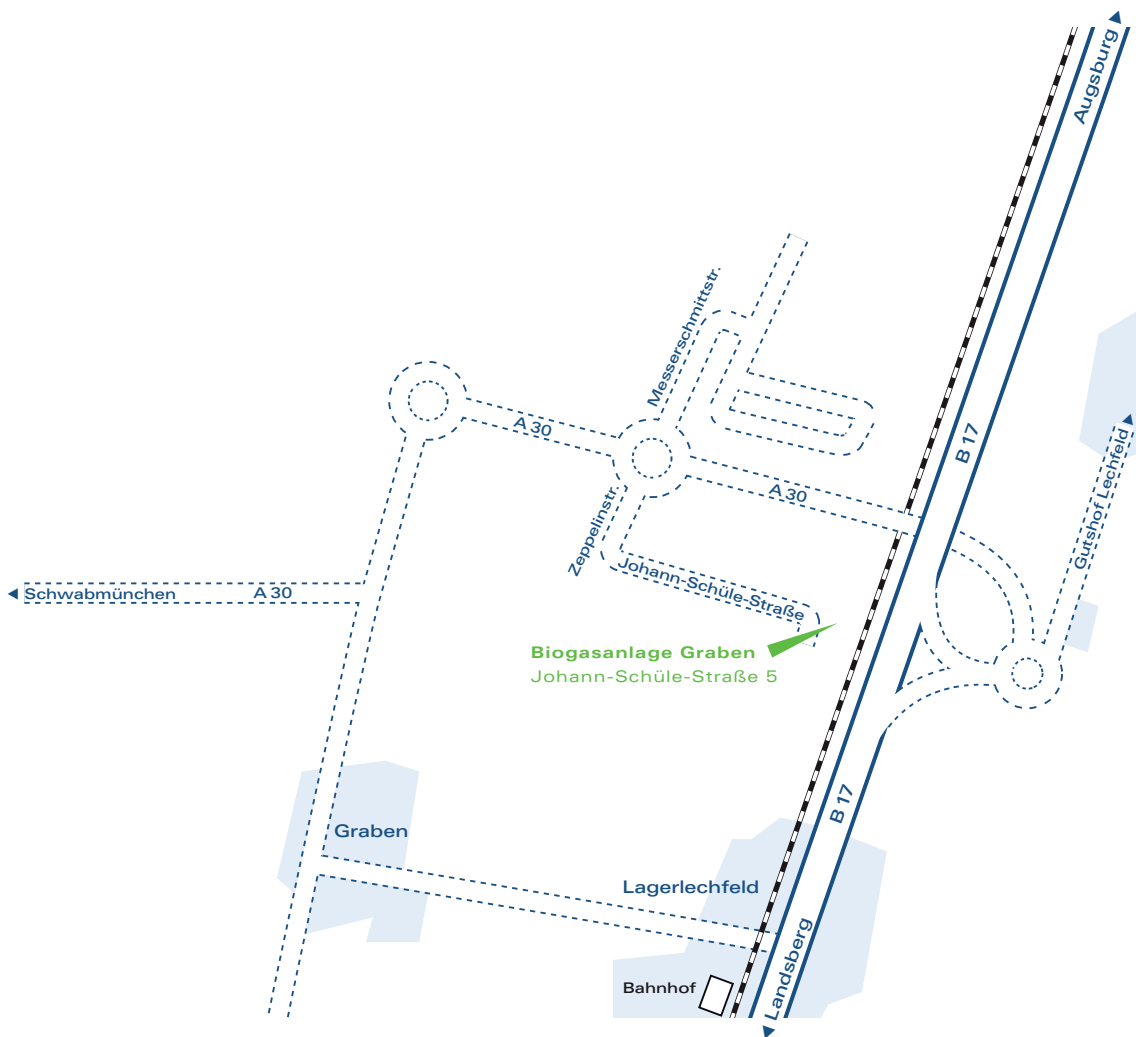 Augsburg
Messerschmittstr.
A 30
B 17
Gutshof Lechfeld
A 30
Zeppelinstr.
Johann-Schüle-Straße
Schwabmünchen
A 30
Biogasanlage Graben
Johann-Schüle-Straße 5
B 17
Graben
Lagerlechfeld
Landsberg
Bahnhof